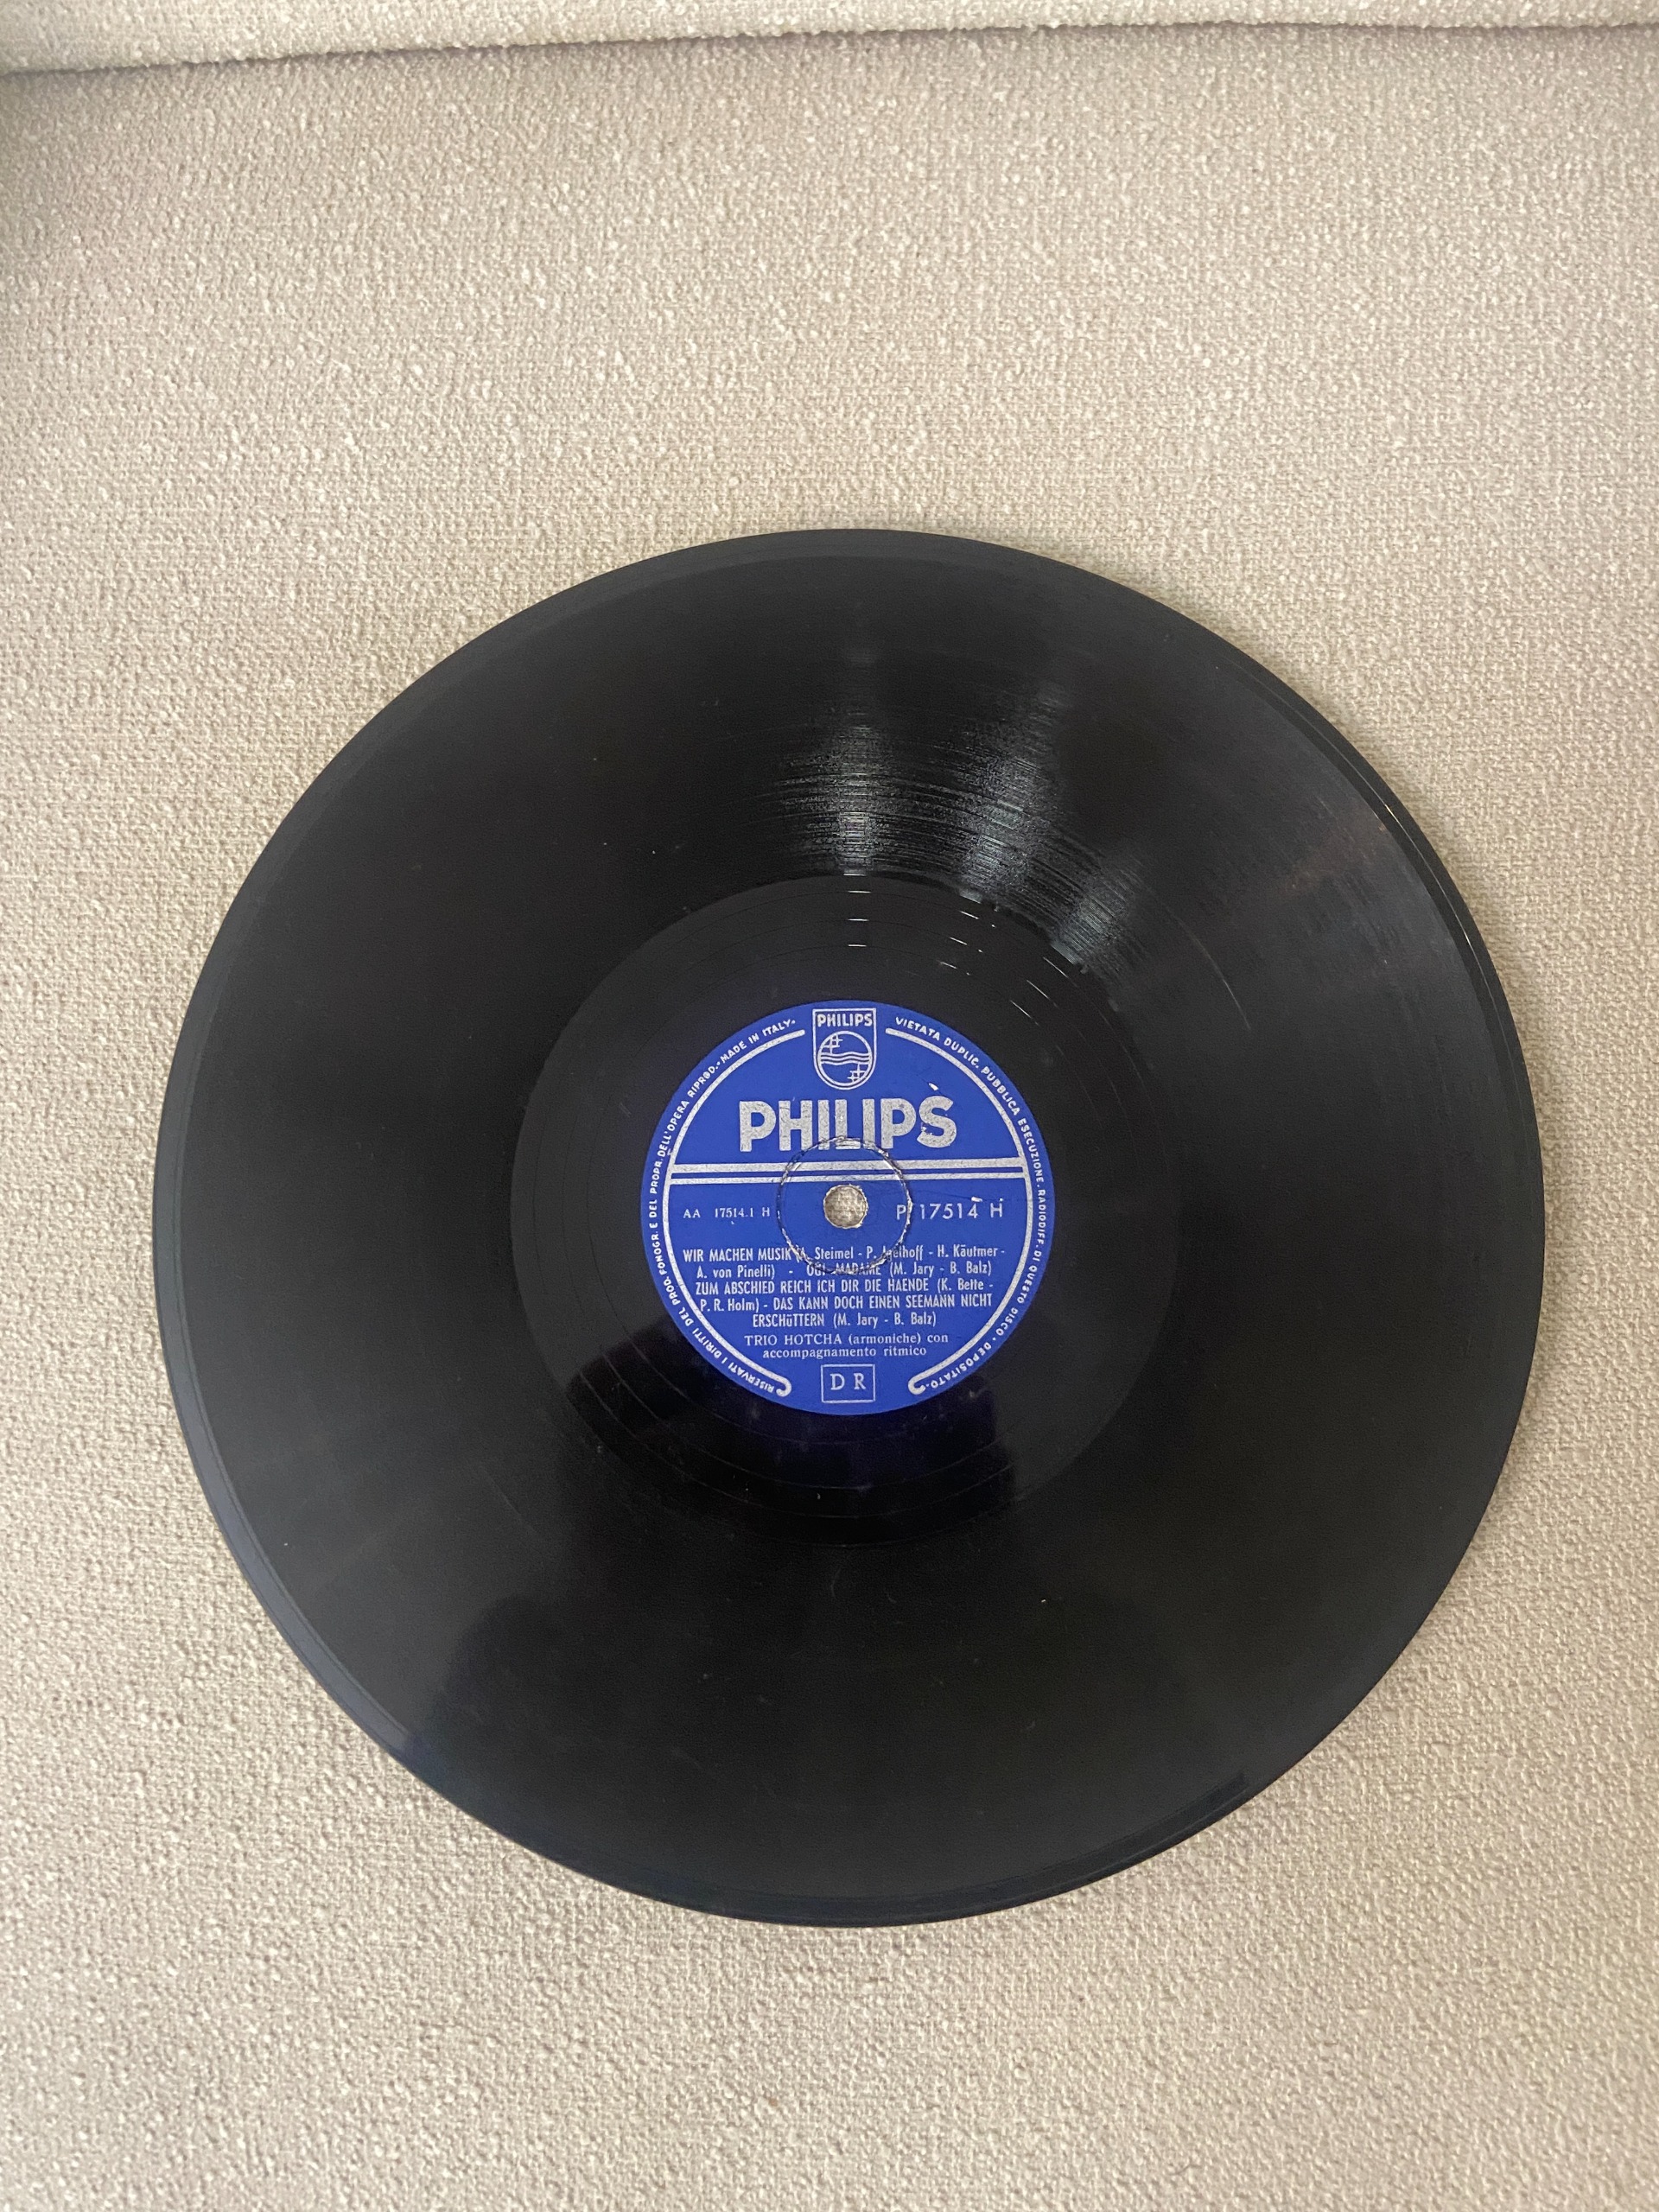 PHILIPS
RISERVATI I DIRITTI DEL PROD. FONOGR. E DEL PROPR. DELL'OPERA RIPROD. - MADE IN ITALY -
VIETATA DUPLIC. PUBBLICA ESECUZIONE. RADIODIFF. DI QUESTO DISCO - DEPOSITATO -
PHILIPS
AA 17514.1 H P 17514 H
WIR MACHEN MUSIK Steimel - P. - H. Käutmer -
A. von Pinelli) - MADAME (M. Jary - B. Balz)
ZUM ABSCHIED REICH ICH DIR DIE HAENDE (K. Bette -
P. R. Holm) - DAS KANN DOCH EINEN SEEMANN NICHT
ERSCHüTTERN (M. Jary - B. Balz)
TRIO HOTCHA (armoniche) con
accompagnamento ritmico
D R